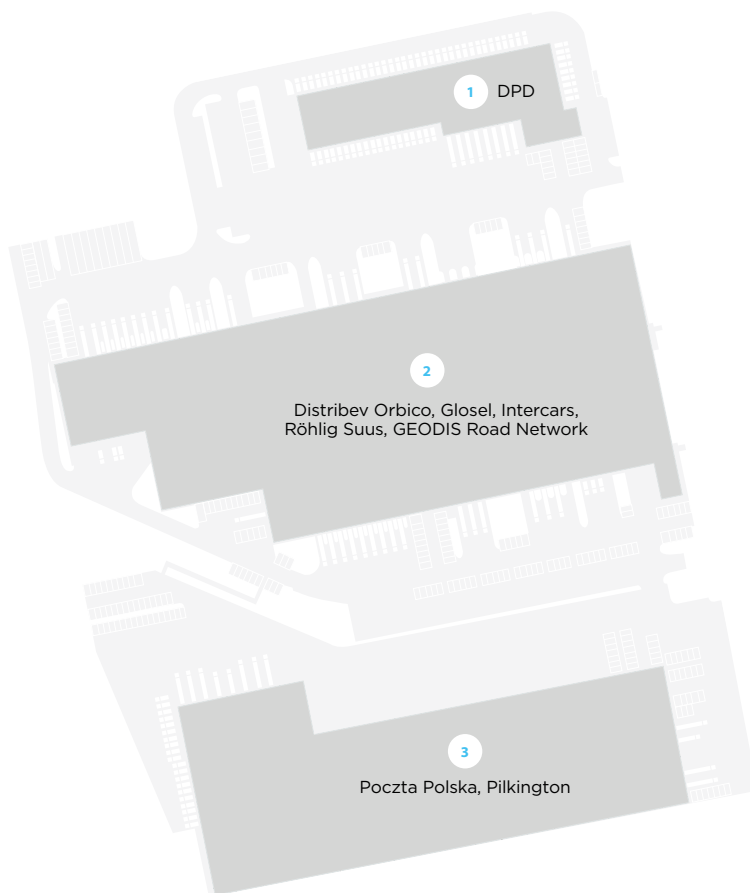 1 DPD
2
Distribev Orbico, Glosel, Intercars,
Röhlig Suus, GEODIS Road Network
3
Poczta Polska, Pilkington